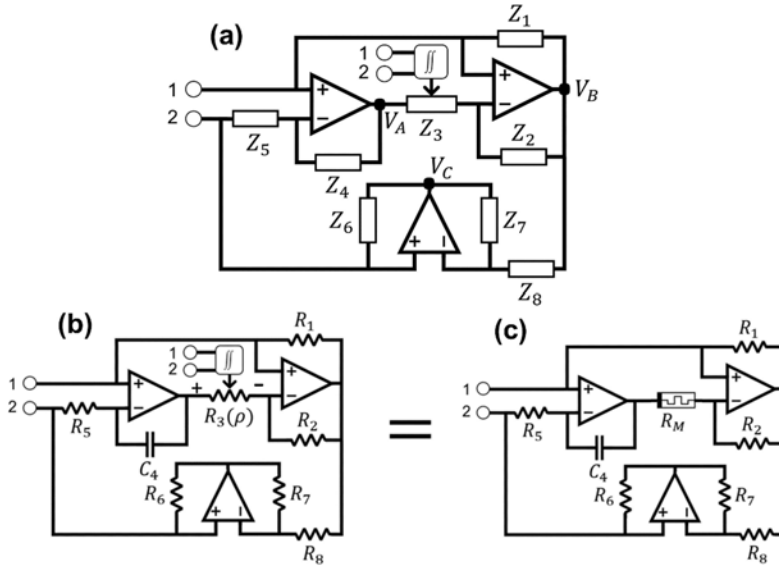 (a)
Z₁
1
2
∬
1
2
+
−
+
−
V_A
Z₃
V_B
Z₅
Z₄
Z₂
V_C
Z₆
Z₇
+
−
Z₈
(b)
R₁
1
2
∬
1
2
+
−
+
−
+
−
R₃(ρ)
R₅
R₂
C₄
R₆
R₇
+
−
R₈
=
(c)
R₁
1
2
+
−
+
−
R₅
R_M
R₂
C₄
R₆
R₇
+
−
R₈